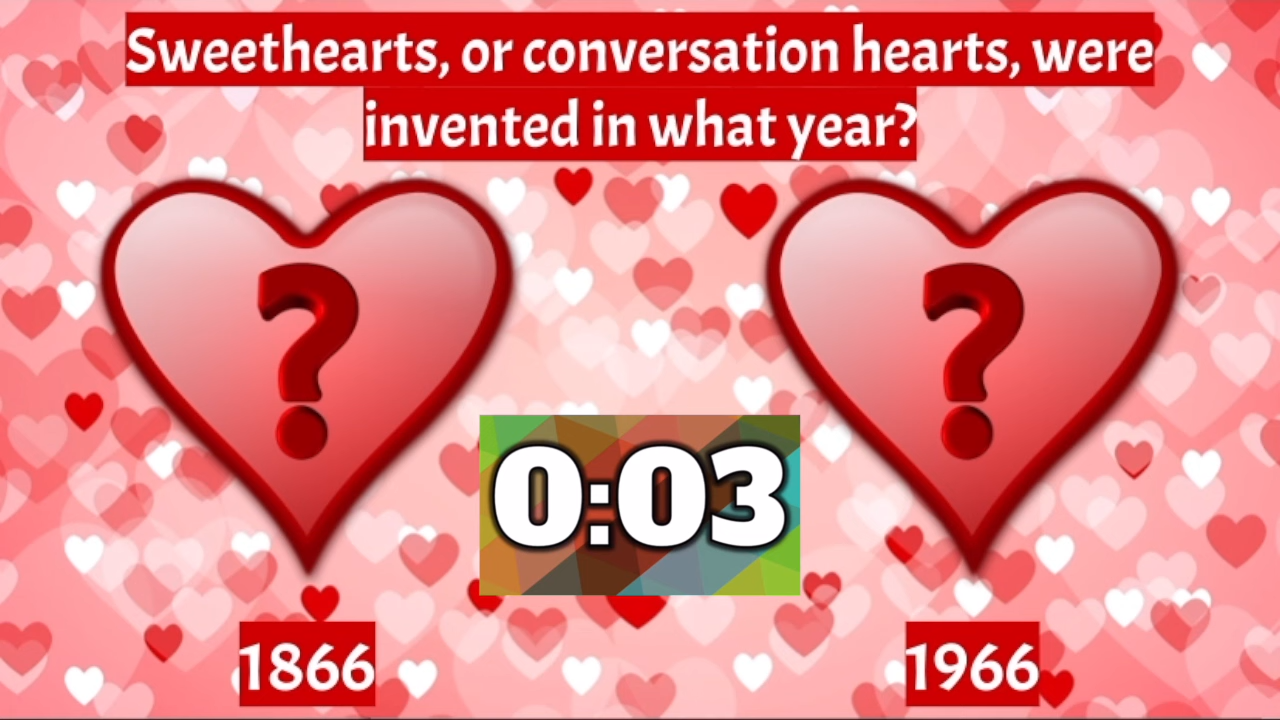 Sweethearts, or conversation hearts, were
invented in what year?
?
?
0:03
1866
1966